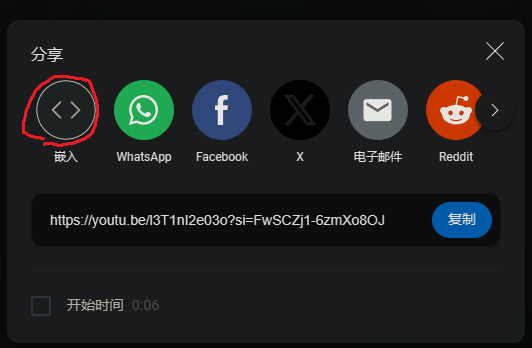 分享
嵌入
WhatsApp
Facebook
X
电子邮件
Reddit
https://youtu.be/l3T1nI2e03o?si=FwSCZj1-6zmXo8OJ
复制
开始时间 0:06